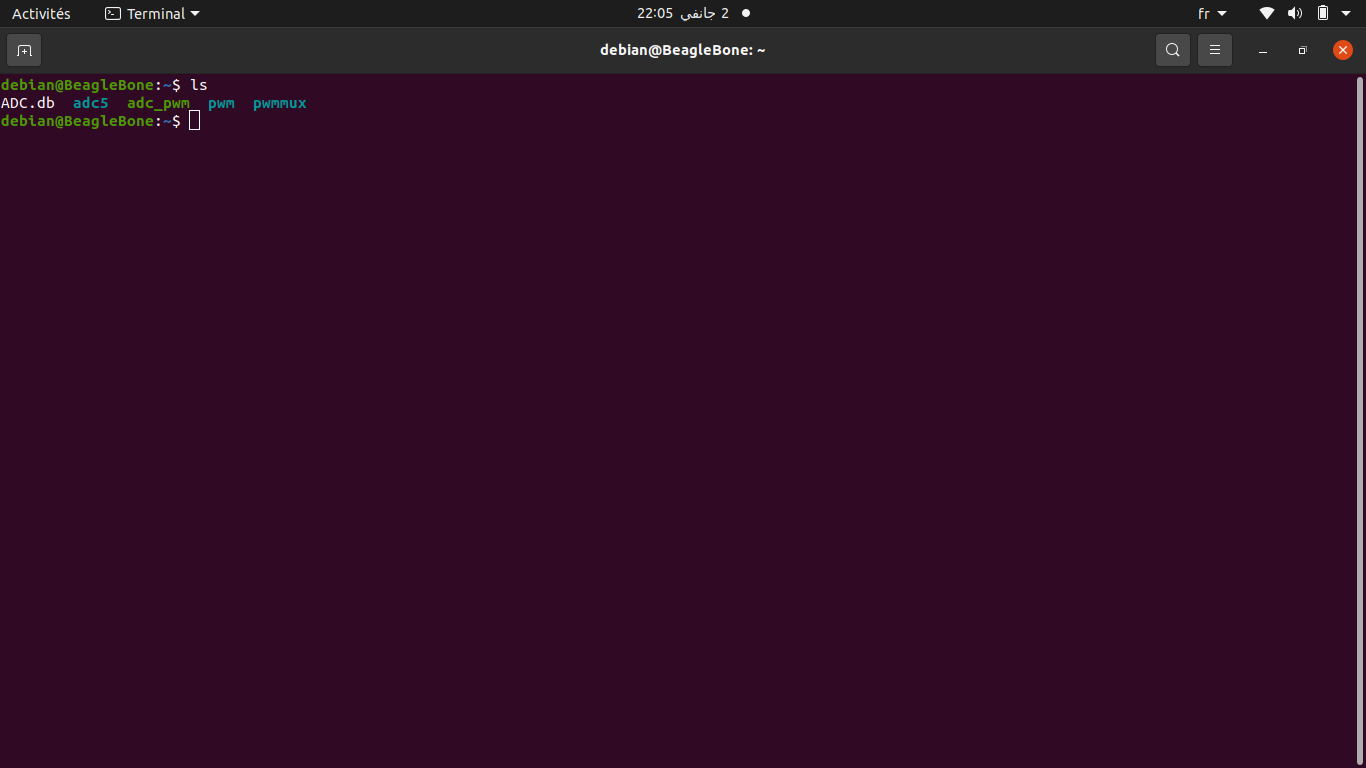 Activités Terminal 22:05 2 جانفي fr
debian@BeagleBone: ~
debian@BeagleBone:~$ ls
ADC.db adc5 adc_pwm pwm pwmmux
debian@BeagleBone:~$